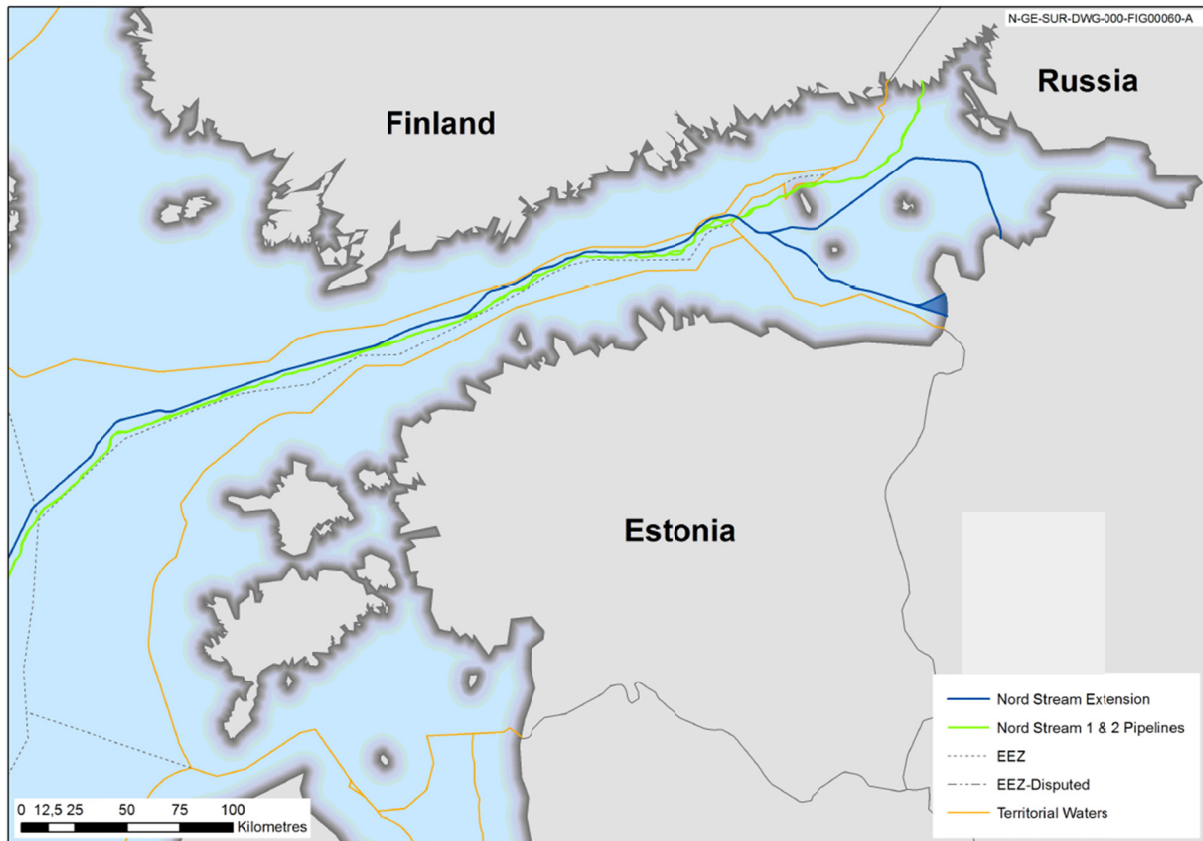 N-GE-SUR-DWG-000-FIG00060-A
Russia
Finland
Estonia
Nord Stream Extension
Nord Stream 1 & 2 Pipelines
EEZ
EEZ-Disputed
Territorial Waters
0 12,5 25 50 75 100
Kilometres